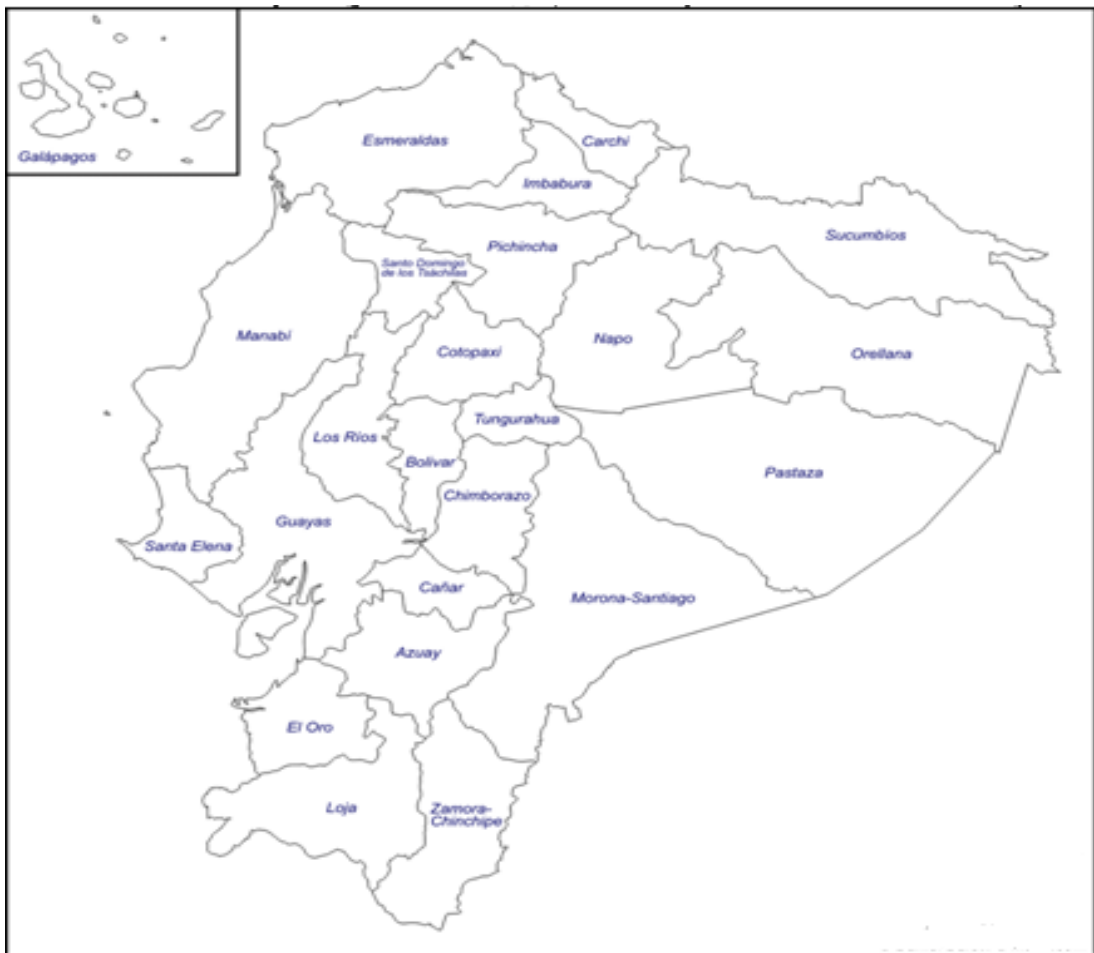 Galápagos
Esmeraldas
Carchi
Imbabura
Sucumbíos
Pichincha
Santo Domingo
de los Tsáchilas
Manabí
Cotopaxi
Napo
Orellana
Tungurahua
Los Ríos
Bolívar
Pastaza
Chimborazo
Guayas
Santa Elena
Cañar
Morona-Santiago
Azuay
El Oro
Loja
Zamora-
Chinchipe